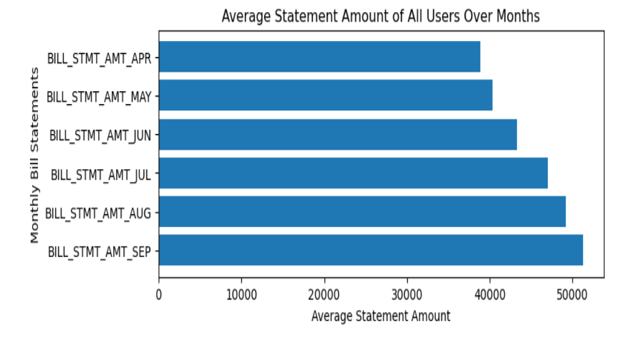 Average Statement Amount of All Users Over Months
Monthly Bill Statements
BILL_STMT_AMT_APR
BILL_STMT_AMT_MAY
BILL_STMT_AMT_JUN
BILL_STMT_AMT_JUL
BILL_STMT_AMT_AUG
BILL_STMT_AMT_SEP
0 10000 20000 30000 40000 50000
Average Statement Amount